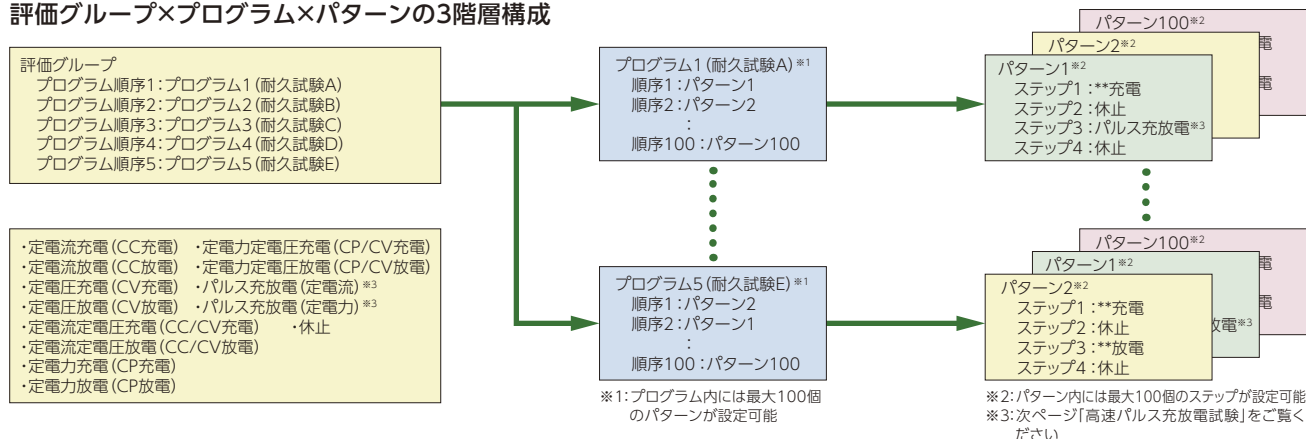 評価グループ×プログラム×パターンの3階層構成
評価グループ
プログラム順序1：プログラム1（耐久試験A）
プログラム順序2：プログラム2（耐久試験B）
プログラム順序3：プログラム3（耐久試験C）
プログラム順序4：プログラム4（耐久試験D）
プログラム順序5：プログラム5（耐久試験E）
・定電流充電（CC充電） ・定電力定電圧充電（CP/CV充電）
・定電流放電（CC放電） ・定電力定電圧放電（CP/CV放電）
・定電圧充電（CV充電） ・パルス充放電（定電流）※3
・定電圧放電（CV放電） ・パルス充放電（定電力）※3
・定電流定電圧充電（CC/CV充電） ・休止
・定電流定電圧放電（CC/CV放電）
・定電力充電（CP充電）
・定電力放電（CP放電）
プログラム1（耐久試験A）※1
順序1：パターン1
順序2：パターン2
：
順序100：パターン100
プログラム5（耐久試験E）※1
順序1：パターン2
順序2：パターン1
：
順序100：パターン100
※1：プログラム内には最大100個
のパターンが設定可能
パターン100※2
電
電
パターン2※2
パターン1※2
ステップ1：**充電
ステップ2：休止
ステップ3：パルス充放電※3
ステップ4：休止
パターン100※2
電
電
パターン1※2
放電※3
パターン2※2
ステップ1：**充電
ステップ2：休止
ステップ3：**放電
ステップ4：休止
※2：パターン内には最大100個のステップが設定可能
※3：次ページ「高速パルス充放電試験」をご覧く
ださい